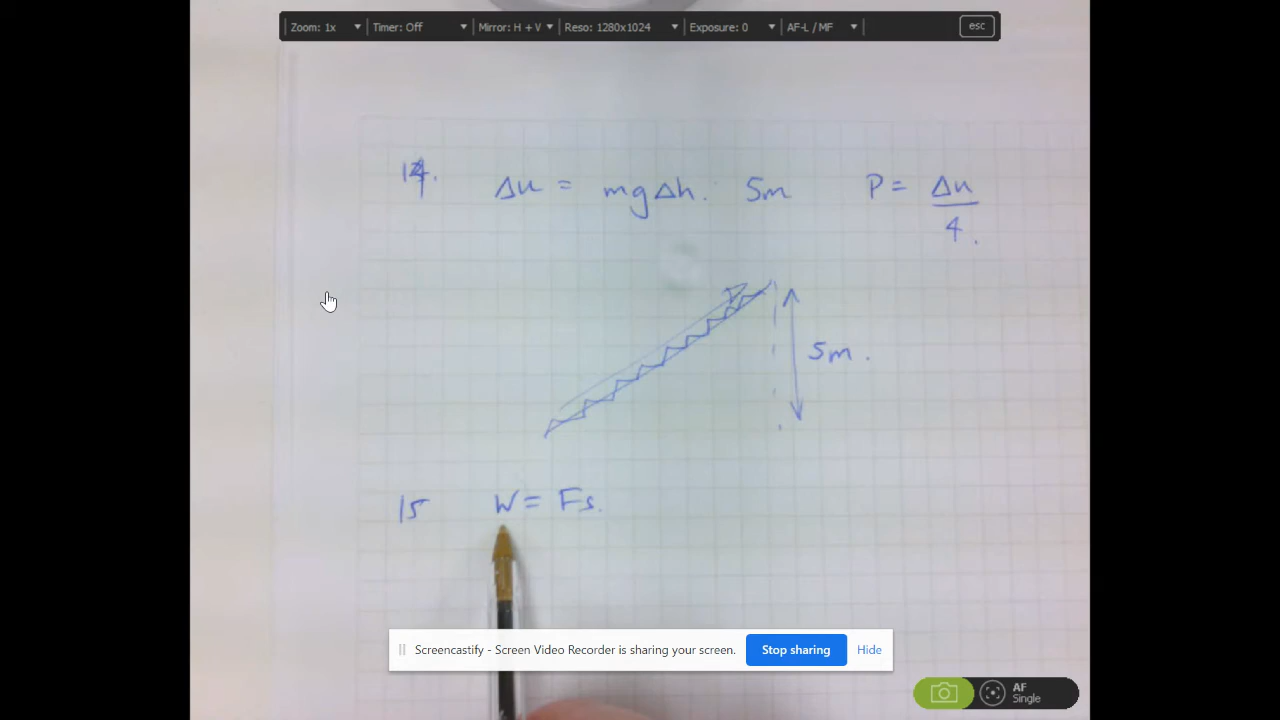 Zoom: 1x Timer: Off Mirror: H + V Reso: 1280x1024 Exposure: 0 AF-L / MF esc
14. Δu = mgΔh. 5m P = Δu / 4.
5m.
15 W = Fs.
Screencastify - Screen Video Recorder is sharing your screen. Stop sharing Hide
AF
Single